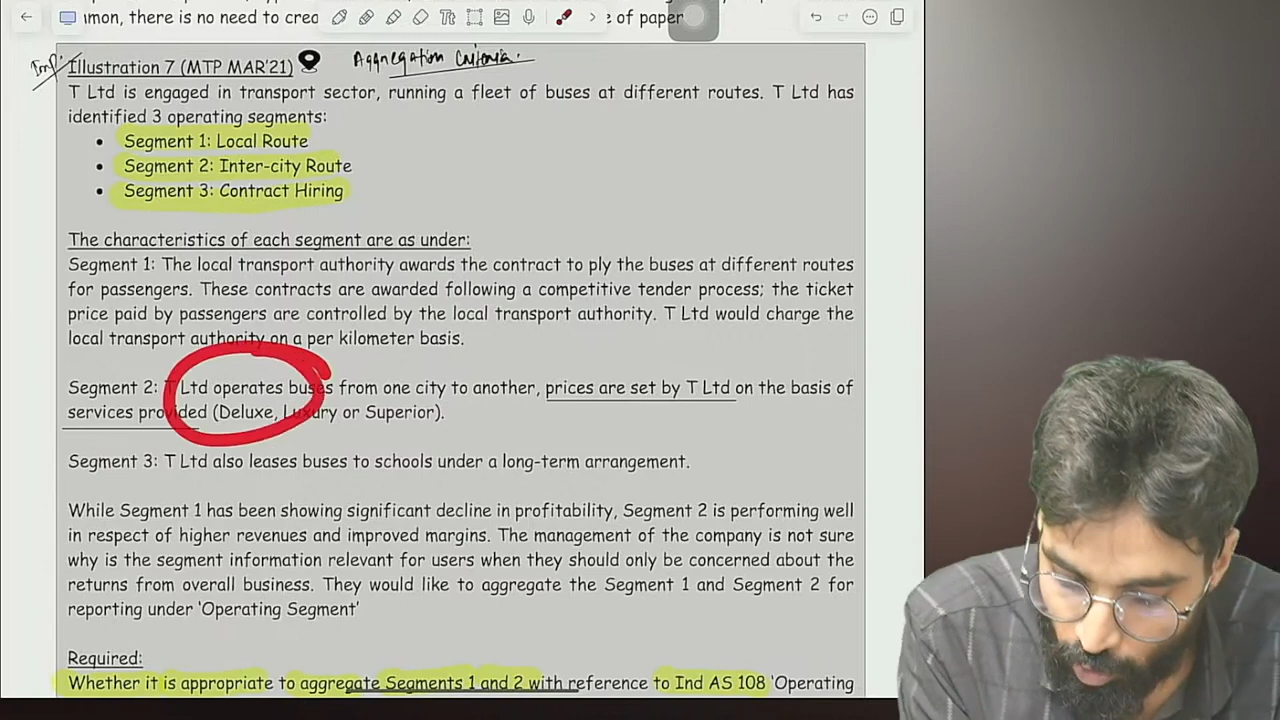 mon, there is no need to crea
e of paper
Imp. Illustration 7 (MTP MAR'21) Aggregation Criteria.
T Ltd is engaged in transport sector, running a fleet of buses at different routes. T Ltd has
identified 3 operating segments:
• Segment 1: Local Route
• Segment 2: Inter-city Route
• Segment 3: Contract Hiring
The characteristics of each segment are as under:
Segment 1: The local transport authority awards the contract to ply the buses at different routes
for passengers. These contracts are awarded following a competitive tender process; the ticket
price paid by passengers are controlled by the local transport authority. T Ltd would charge the
local transport authority on a per kilometer basis.
Segment 2: T Ltd operates buses from one city to another, prices are set by T Ltd on the basis of
services provided (Deluxe, Luxury or Superior).
Segment 3: T Ltd also leases buses to schools under a long-term arrangement.
While Segment 1 has been showing significant decline in profitability, Segment 2 is performing well
in respect of higher revenues and improved margins. The management of the company is not sure
why is the segment information relevant for users when they should only be concerned about the
returns from overall business. They would like to aggregate the Segment 1 and Segment 2 for
reporting under 'Operating Segment'
Required:
Whether it is appropriate to aggregate Segments 1 and 2 with reference to Ind AS 108 'Operating